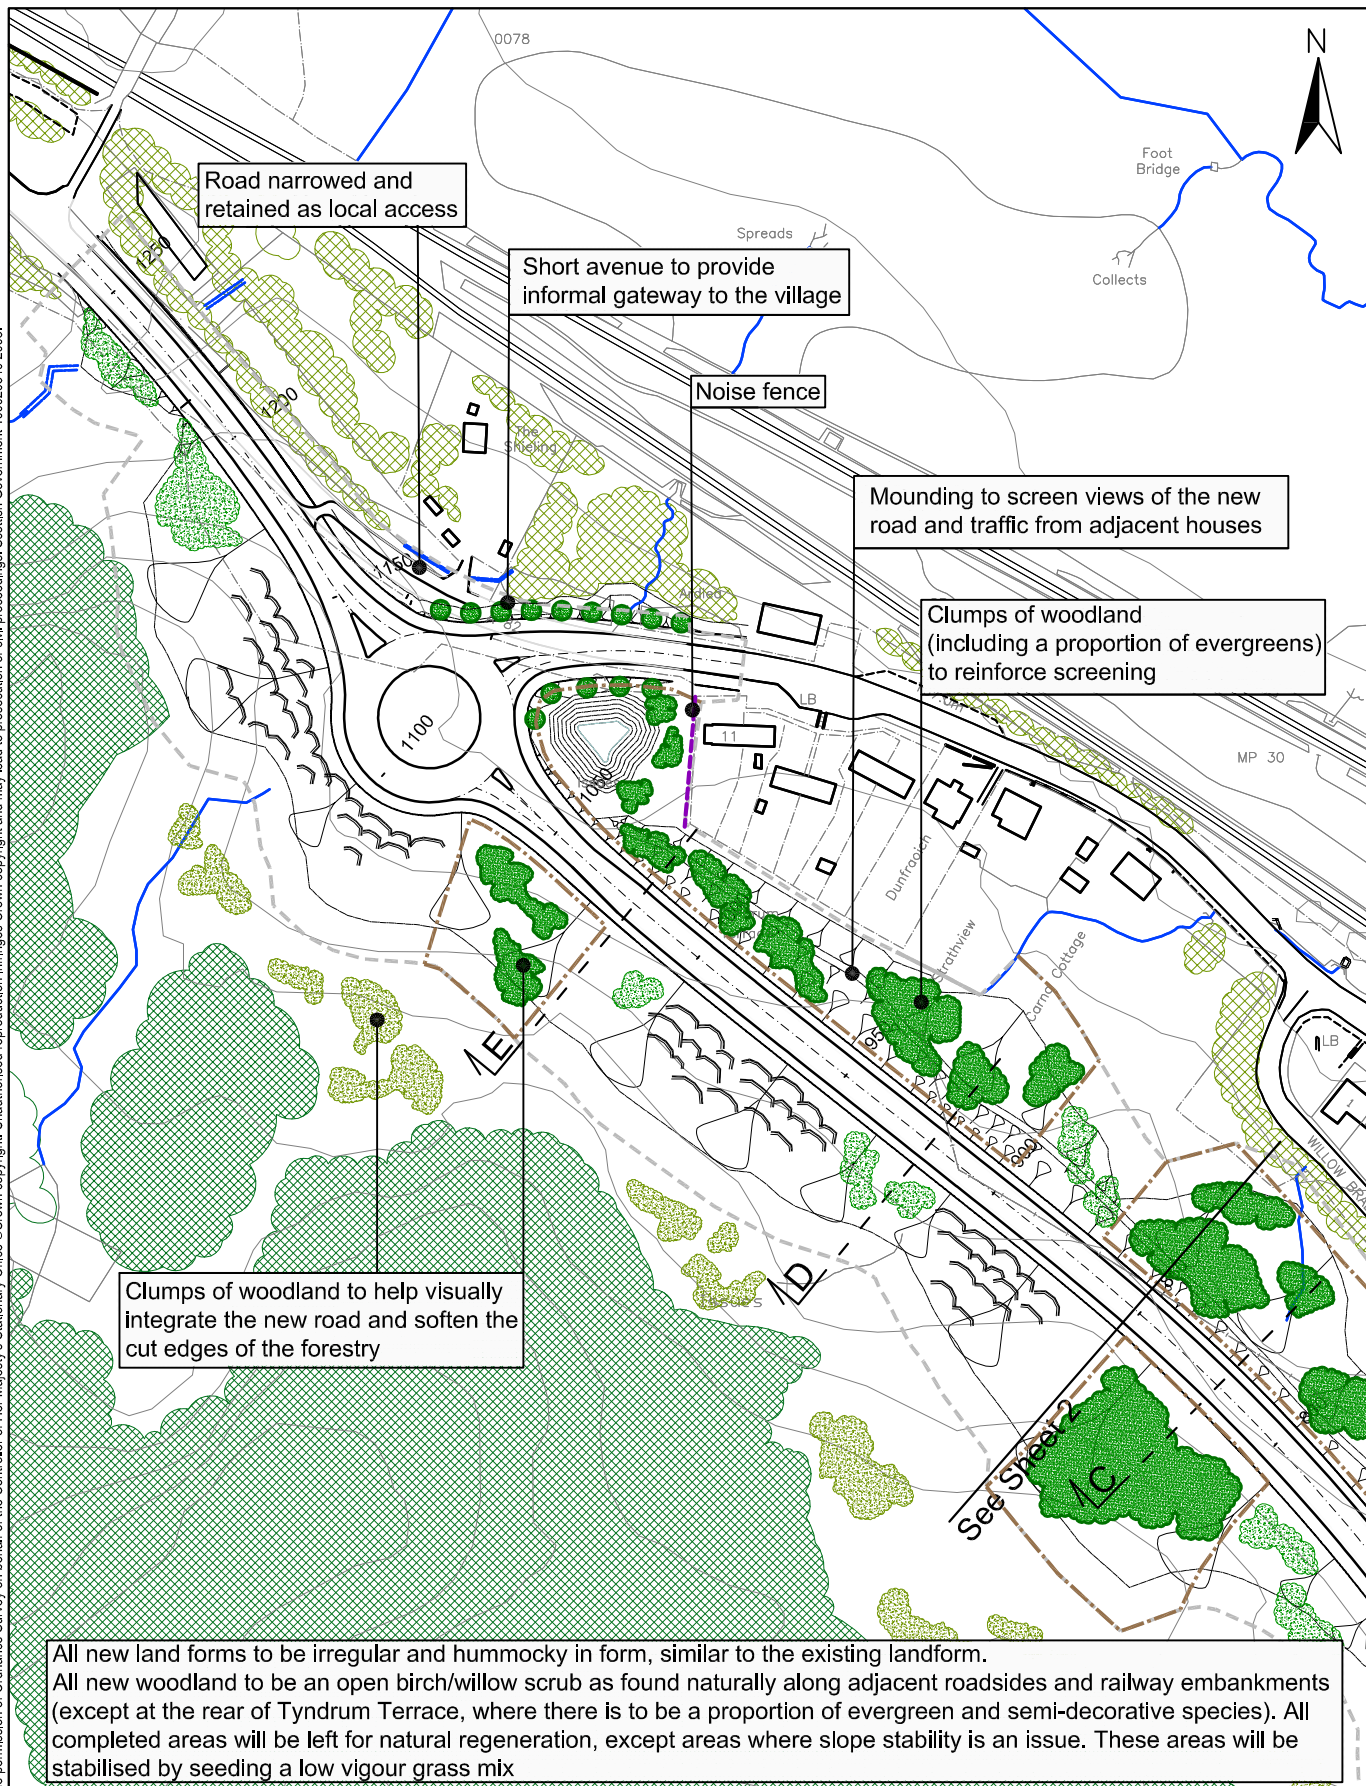 0078
N
Foot
Bridge
Road narrowed and
retained as local access
Spreads
Collects
1250
Short avenue to provide
informal gateway to the village
1200
Noise fence
The
Shieling
Mounding to screen views of the new
road and traffic from adjacent houses
1150
Clumps of woodland
(including a proportion of evergreens)
to reinforce screening
LB
11
1100
MP 30
1050
Dunfraoich
Strathview
Carna Cottage
950
E
LB
1
900
WILLOW BRAE
D
Clumps of woodland to help visually
integrate the new road and soften the
cut edges of the forestry
Issues
See Sheet 2
C
All new land forms to be irregular and hummocky in form, similar to the existing landform.
All new woodland to be an open birch/willow scrub as found naturally along adjacent roadsides and railway embankments
(except at the rear of Tyndrum Terrace, where there is to be a proportion of evergreen and semi-decorative species). All
completed areas will be left for natural regeneration, except areas where slope stability is an issue. These areas will be
stabilised by seeding a low vigour grass mix